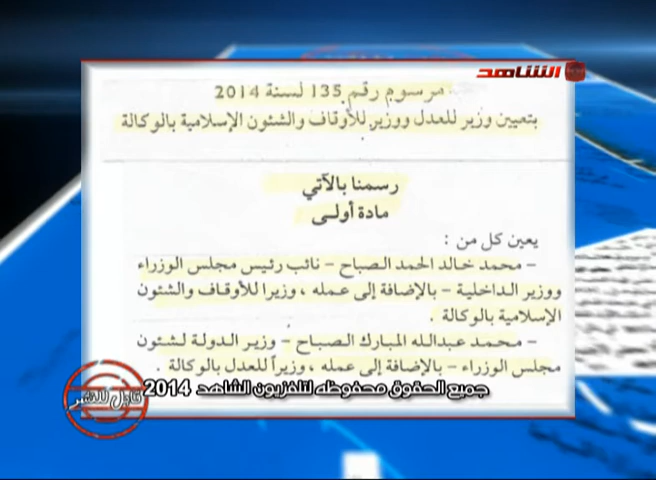 الشاهد
مرسوم رقم 135 لسنة 2014
بتعيين وزير للعدل ووزير للأوقاف والشئون الإسلامية بالوكالة
رسمنا بالآتي
مادة أولى
يعين كل من :
– محمد خالد الحمد الصباح – نائب رئيس مجلس الوزراء
ووزير الداخلية – بالإضافة إلى عمله ، وزيرا للأوقاف والشئون
الإسلامية بالوكالة .
– محمد عبدالله المبارك الصباح – وزير الدولة لشئون
مجلس الوزراء – بالإضافة إلى عمله ، وزيراً للعدل بالوكالة .
جميع الحقوق محفوظه لتلفزيون الشاهد 2014
قابل للنشر